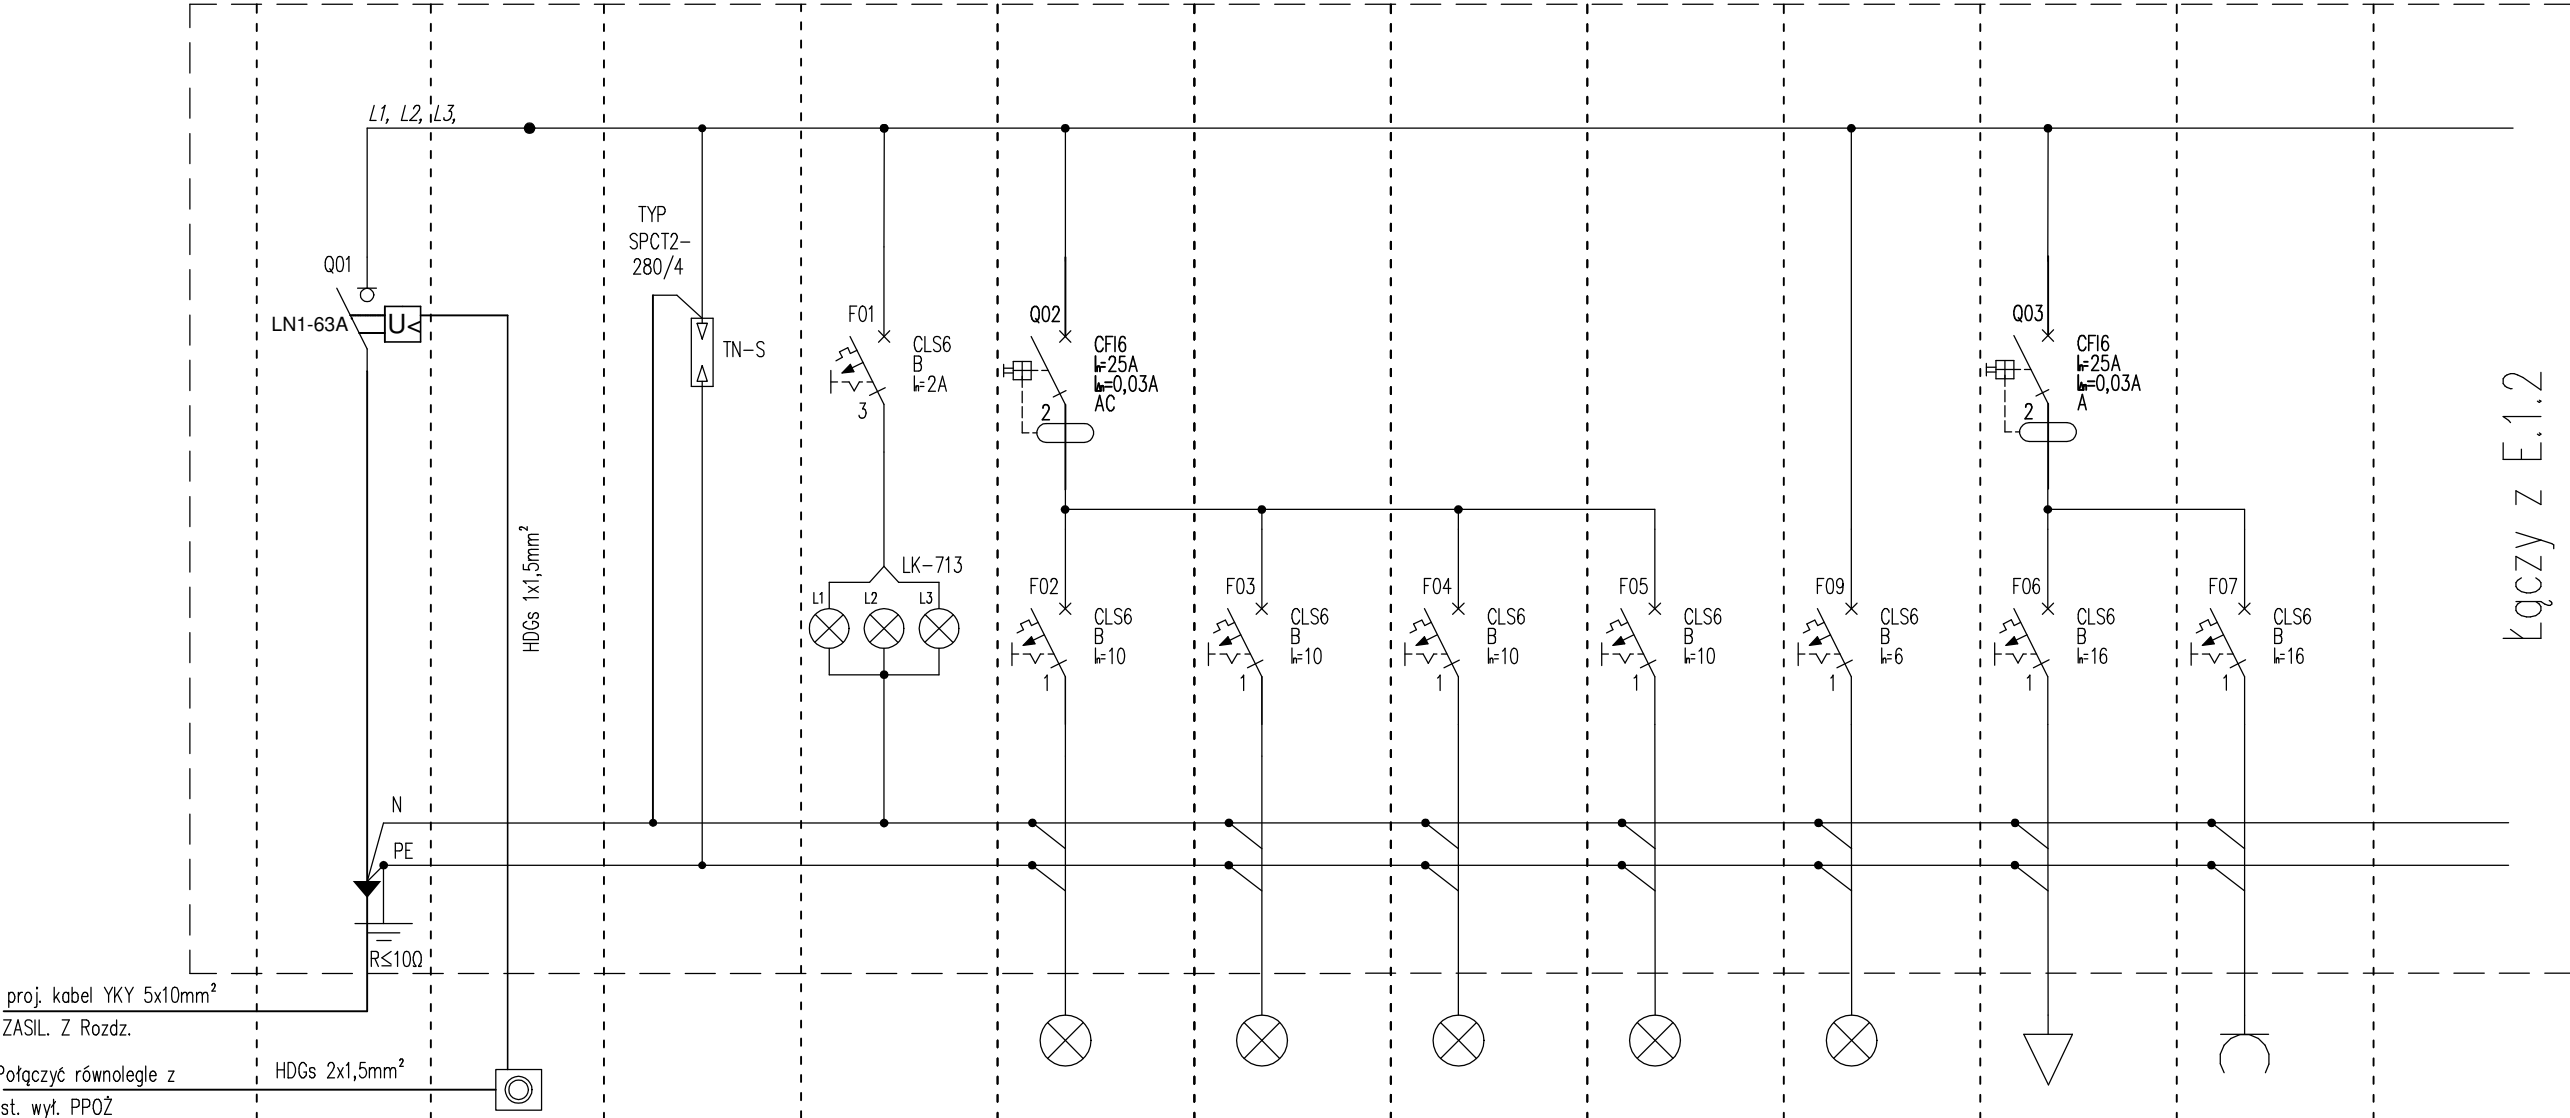 L1, L2, L3,
TYP
SPCT2-
280/4
Q01
LN1-63A
U<
TN-S
F01
CLS6
B
In=2A
3
Q02
CFI6
In=25A
IΔn=0,03A
AC
2
Q03
CFI6
In=25A
IΔn=0,03A
A
2
Łączy z E.1.2
HDGs 1x1,5mm²
LK-713
L1
L2
L3
F02
CLS6
B
In=10
1
F03
CLS6
B
In=10
1
F04
CLS6
B
In=10
1
F05
CLS6
B
In=10
1
F09
CLS6
B
In=6
1
F06
CLS6
B
In=16
1
F07
CLS6
B
In=16
1
N
PE
R≤10Ω
proj. kabel YKY 5x10mm²
ZASIL. Z Rozdz.
Połączyć równolegle z
HDGs 2x1,5mm²
st. wył. PPOŻ